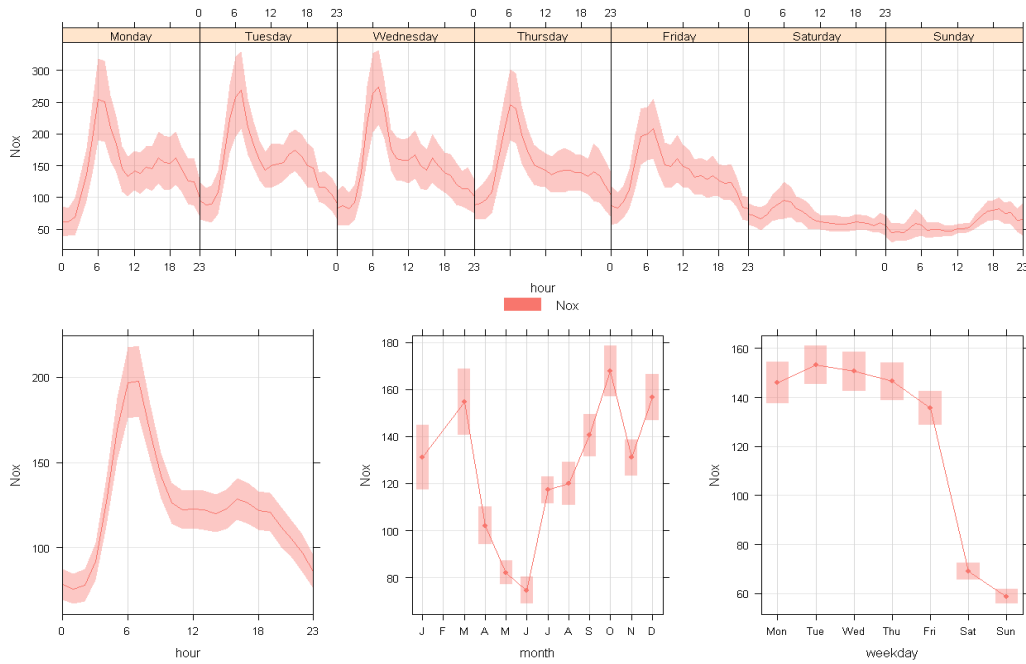 0 6 12 18 23 0 6 12 18 23 0 6 12 18 23
Monday Tuesday Wednesday Thursday Friday Saturday Sunday
300
250
200
150
100
50
Nox
0 6 12 18 23 0 6 12 18 23 0 6 12 18 23 0 6 12 18 23
hour
Nox
200
150
100
Nox
0 6 12 18 23
hour
180
160
140
120
100
80
Nox
J F M A M J J A S O N D
month
160
140
120
100
80
60
Nox
Mon Tue Wed Thu Fri Sat Sun
weekday